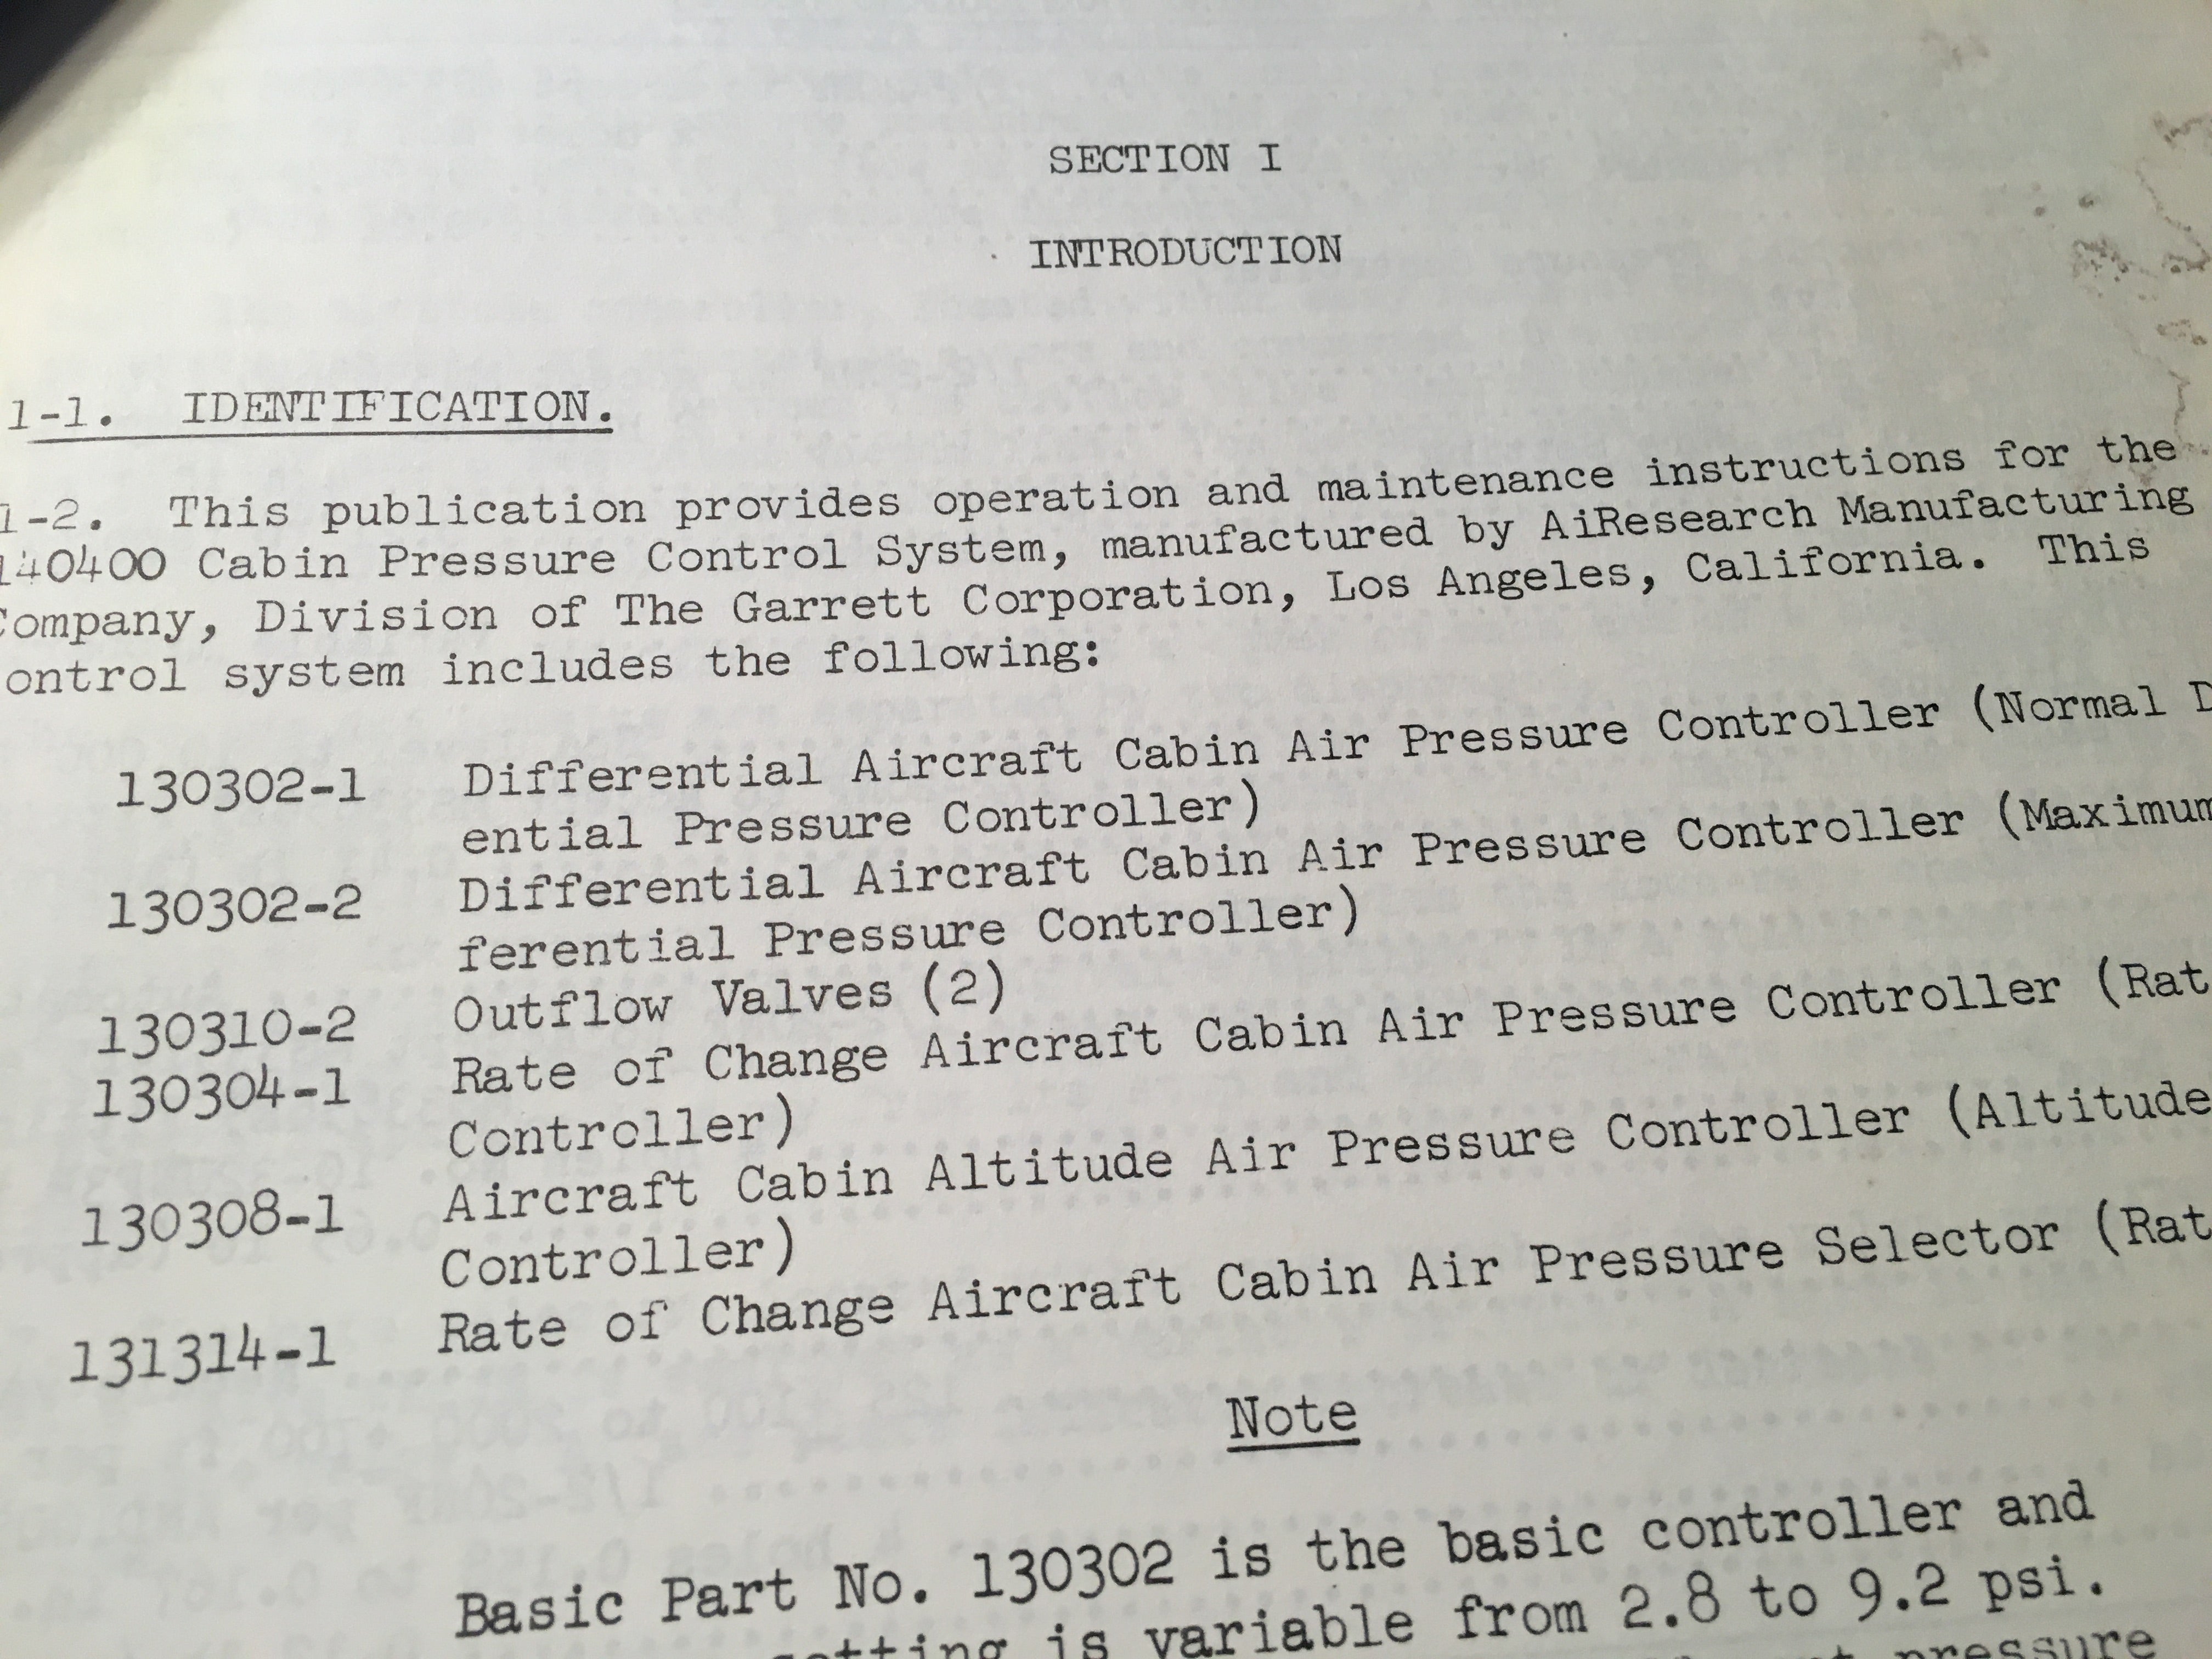 SECTION I
INTRODUCTION
1-1. IDENTIFICATION.
1-2. This publication provides operation and maintenance instructions for the
140400 Cabin Pressure Control System, manufactured by AiResearch Manufacturing
Company, Division of The Garrett Corporation, Los Angeles, California. This
ontrol system includes the following:
130302-1 Differential Aircraft Cabin Air Pressure Controller (Normal D
ential Pressure Controller)
130302-2 Differential Aircraft Cabin Air Pressure Controller (Maximum
ferential Pressure Controller)
130310-2 Outflow Valves (2)
130304-1 Rate of Change Aircraft Cabin Air Pressure Controller (Rat
Controller)
130308-1 Aircraft Cabin Altitude Air Pressure Controller (Altitude
Controller)
131314-1 Rate of Change Aircraft Cabin Air Pressure Selector (Rat
Note
Basic Part No. 130302 is the basic controller and
setting is variable from 2.8 to 9.2 psi.
pressure